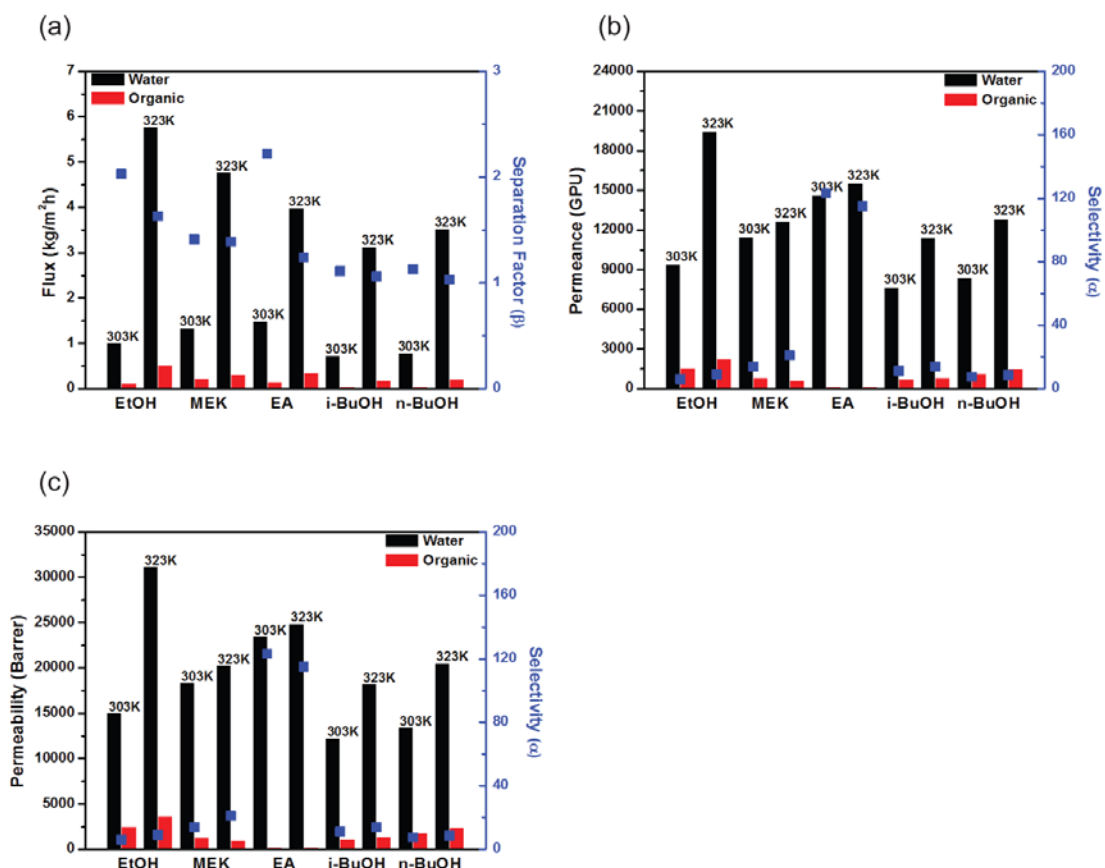 (a)
7
6
5
4
3
2
1
0
Flux (kg/m²h)
Water
Organic
303K
323K
303K
323K
303K
323K
303K
323K
303K
323K
EtOH MEK EA i-BuOH n-BuOH
3
2
1
0
Separation Factor (β)
(b)
24000
21000
18000
15000
12000
9000
6000
3000
0
Permeance (GPU)
Water
Organic
303K
323K
303K
323K
303K
323K
303K
323K
303K
323K
EtOH MEK EA i-BuOH n-BuOH
200
160
120
80
40
0
Selectivity (α)
(c)
35000
30000
25000
20000
15000
10000
5000
0
Permeability (Barrer)
Water
Organic
303K
323K
303K
323K
303K
323K
303K
323K
303K
323K
EtOH MEK EA i-BuOH n-BuOH
200
160
120
80
40
0
Selectivity (α)